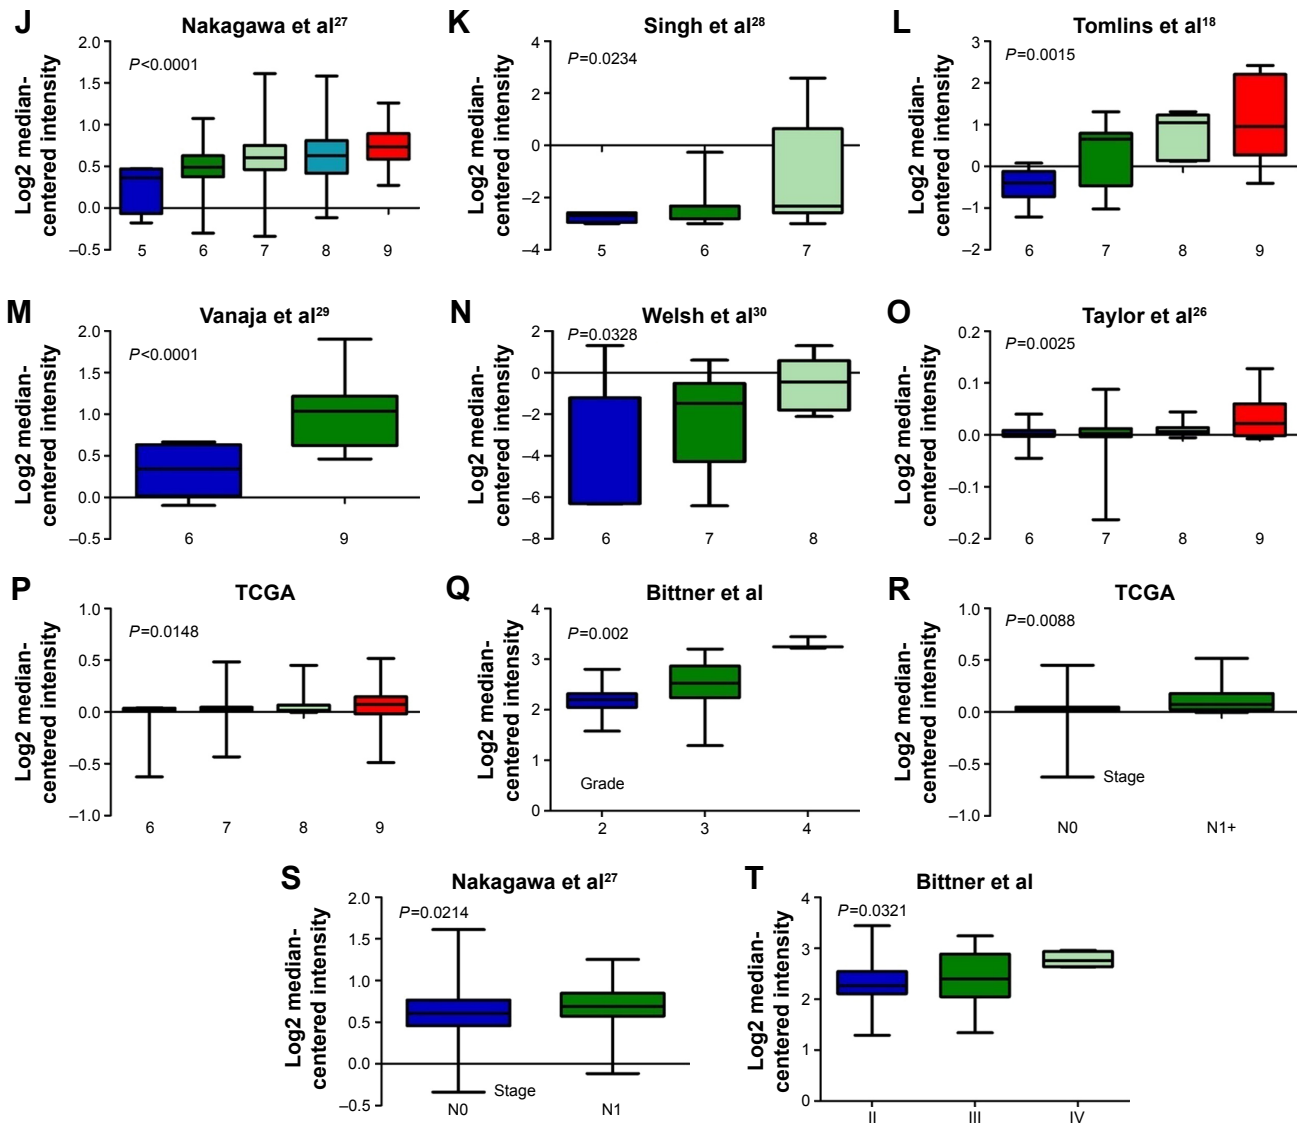 J
Nakagawa et al27
Log2 median-
centered intensity
P<0.0001
2.0
1.5
1.0
0.5
0.0
–0.5
5 6 7 8 9
K
Singh et al28
Log2 median-
centered intensity
P=0.0234
4
2
0
–2
–4
5 6 7
L
Tomlins et al18
Log2 median-
centered intensity
P=0.0015
3
2
1
0
–1
–2
6 7 8 9
M
Vanaja et al29
Log2 median-
centered intensity
P<0.0001
2.0
1.5
1.0
0.5
0.0
–0.5
6 9
N
Welsh et al30
Log2 median-
centered intensity
P=0.0328
2
0
–2
–4
–6
–8
6 7 8
O
Taylor et al26
Log2 median-
centered intensity
P=0.0025
0.2
0.1
0.0
–0.1
–0.2
6 7 8 9
P
TCGA
Log2 median-
centered intensity
P=0.0148
1.0
0.5
0.0
–0.5
–1.0
6 7 8 9
Q
Bittner et al
Log2 median-
centered intensity
P=0.002
4
3
2
1
0
Grade
2 3 4
R
TCGA
Log2 median-
centered intensity
P=0.0088
1.0
0.5
0.0
–0.5
–1.0
Stage
N0 N1+
S
Nakagawa et al27
Log2 median-
centered intensity
P=0.0214
2.0
1.5
1.0
0.5
0.0
–0.5
Stage
N0 N1
T
Bittner et al
Log2 median-
centered intensity
P=0.0321
4
3
2
1
0
II III IV